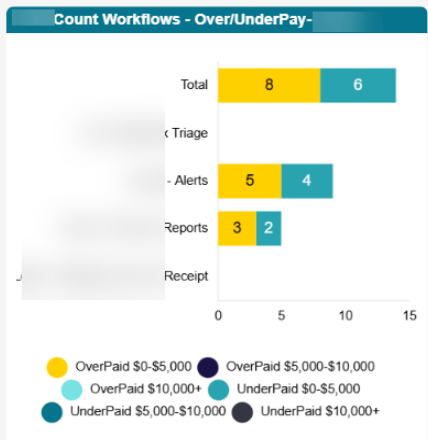 Count Workflows - Over/UnderPay-
Total 8 6
Triage
- Alerts 5 4
Reports 3 2
Receipt
0 5 10 15
OverPaid $0-$5,000 OverPaid $5,000-$10,000
OverPaid $10,000+ UnderPaid $0-$5,000
UnderPaid $5,000-$10,000 UnderPaid $10,000+